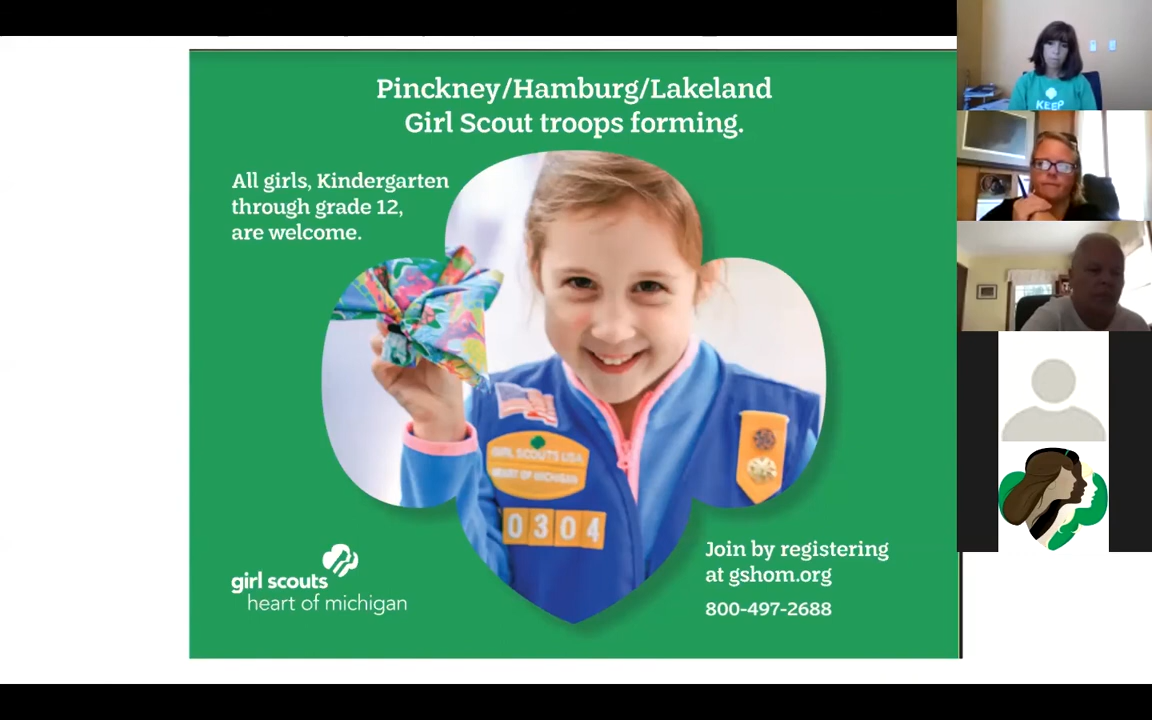 Pinckney/Hamburg/Lakeland
Girl Scout troops forming.
All girls, Kindergarten
through grade 12,
are welcome.
GIRL SCOUTS USA
HEART OF MICHIGAN
0304
girl scouts
heart of michigan
Join by registering
at gshom.org
800-497-2688
KEEP